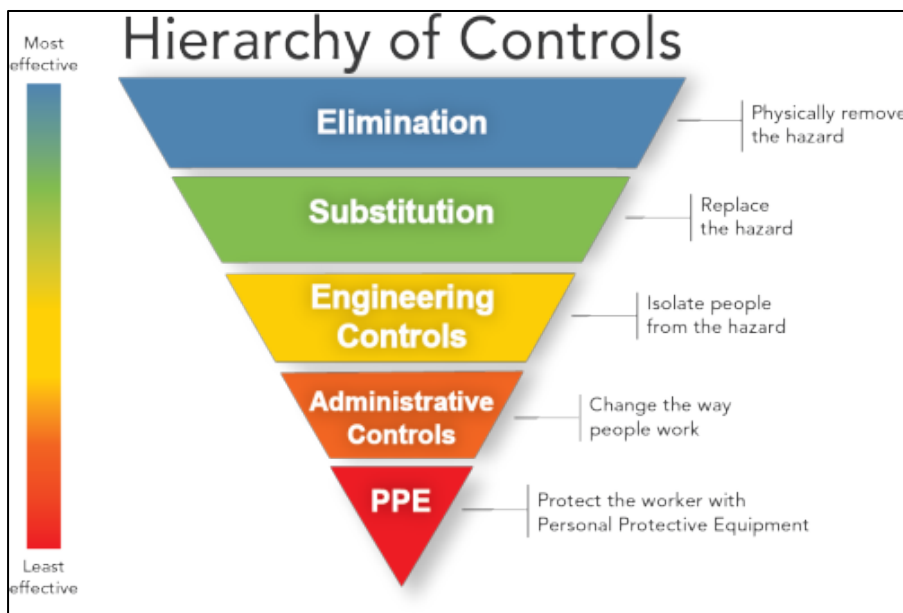 Hierarchy of Controls
Most
effective
Elimination
Physically remove
the hazard
Substitution
Replace
the hazard
Engineering
Controls
Isolate people
from the hazard
Administrative
Controls
Change the way
people work
PPE
Protect the worker with
Personal Protective Equipment
Least
effective